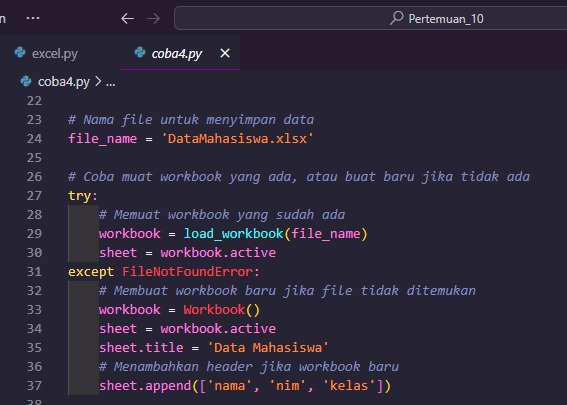 n ...
Pertemuan_10
excel.py
coba4.py
coba4.py > ...
22
23 # Nama file untuk menyimpan data
24 file_name = 'DataMahasiswa.xlsx'
25
26 # Coba muat workbook yang ada, atau buat baru jika tidak ada
27 try:
28 # Memuat workbook yang sudah ada
29 workbook = load_workbook(file_name)
30 sheet = workbook.active
31 except FileNotFoundError:
32 # Membuat workbook baru jika file tidak ditemukan
33 workbook = Workbook()
34 sheet = workbook.active
35 sheet.title = 'Data Mahasiswa'
36 # Menambahkan header jika workbook baru
37 sheet.append(['nama', 'nim', 'kelas'])
38